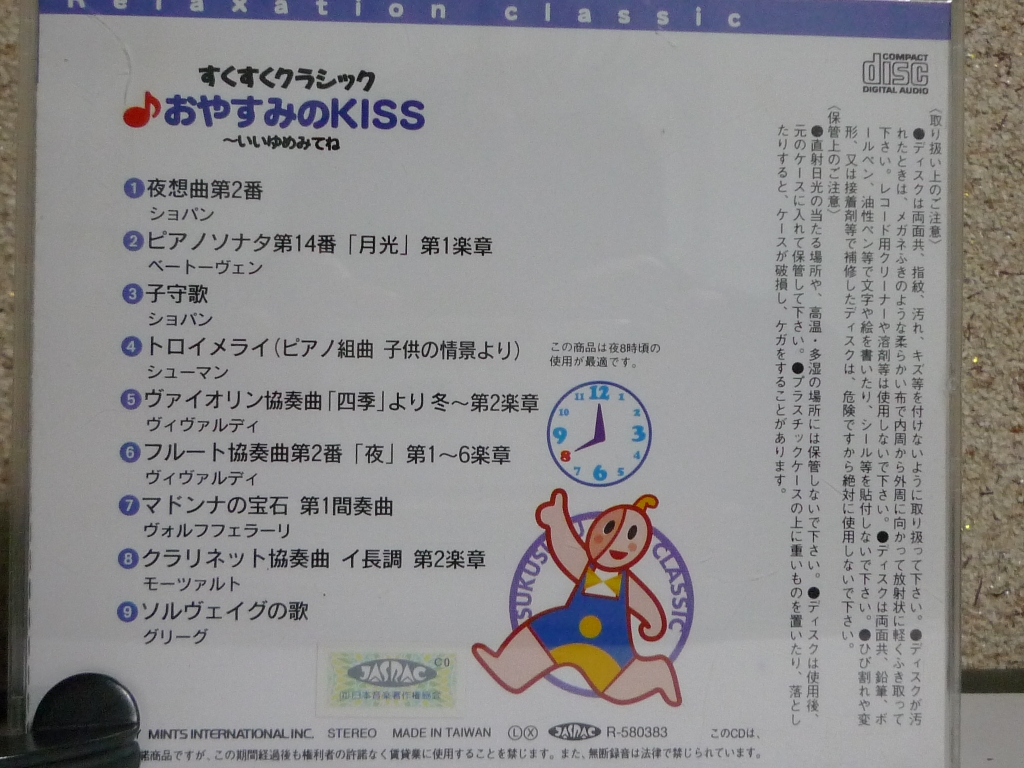 Relaxation classic
COMPACT
disc
DIGITAL AUDIO
すくすくクラシック
♪おやすみのKISS
〜いいゆめみてね
1 夜想曲第2番
ショパン
2 ピアノソナタ第14番「月光」第1楽章
ベートーヴェン
3 子守歌
ショパン
4 トロイメライ(ピアノ組曲 子供の情景より)
シューマン
5 ヴァイオリン協奏曲「四季」より 冬〜第2楽章
ヴィヴァルディ
6 フルート協奏曲第2番「夜」第1〜6楽章
ヴィヴァルディ
7 マドンナの宝石 第1間奏曲
ヴォルフフェラーリ
8 クラリネット協奏曲 イ長調 第2楽章
モーツァルト
9 ソルヴェイグの歌
グリーグ
この商品は夜8時頃の
使用が最適です。
12
1
2
3
4
5
6
7
8
9
10
11
SUKUS
CLASSIC
〈取り扱い上のご注意〉
●ディスクは両面共、指紋、汚れ、キズ等を付けないように取り扱って下さい。●ディスクが汚
れたときは、メガネふきのような柔らかい布で内周から外周に向かって放射状に軽くふき取って
下さい。レコード用クリーナーや溶剤等は使用しないで下さい。●ディスクは両面共、鉛筆、ボ
ールペン、油性ペン等で文字や絵を書いたり、シール等を貼付しないで下さい。●ひび割れや変
形、又は接着剤等で補修したディスクは、危険ですから絶対に使用しないで下さい。
〈保管上のご注意〉
●直射日光の当たる場所や、高温・多湿の場所には保管しないで下さい。●ディスクは使用後、
元のケースに入れて保管して下さい。●プラスチックケースの上に重いものを置いたり、落とし
たりすると、ケースが破損し、ケガをすることがあります。
JASRAC
C0
日本音楽著作権協会
MINTS INTERNATIONAL INC. STEREO MADE IN TAIWAN L X JASRAC R-580383 このCDは、
諾商品ですが、この期間経過後も権利者の許諾なく賃貸業に使用することを禁じます。また、無断録音は法律で禁じられています。